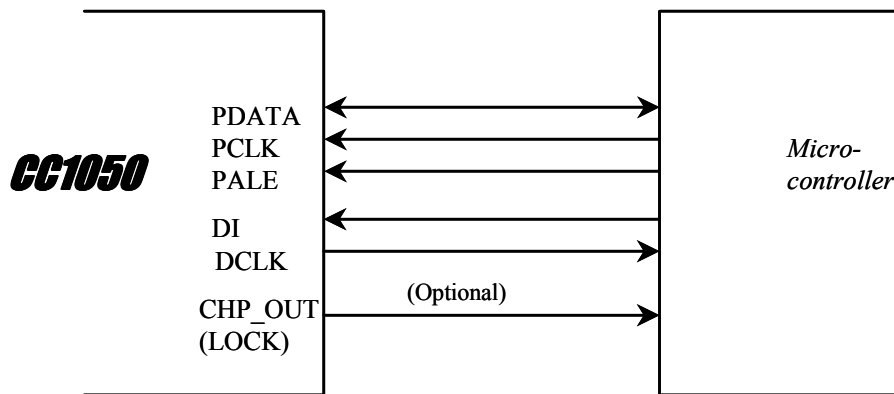 PDATA
PCLK
PALE
CC1050
Micro-
controller
DI
DCLK
(Optional)
CHP_OUT
(LOCK)